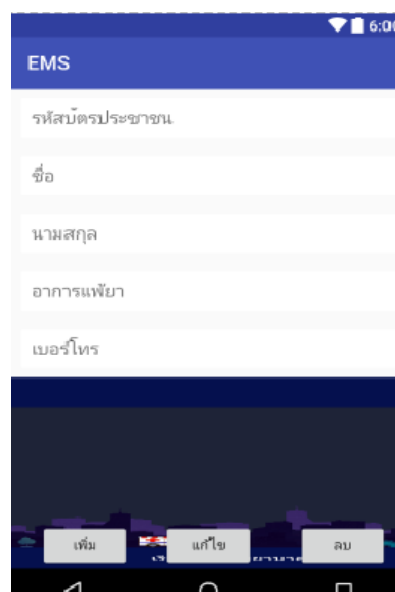 6:00
EMS
รหัสบัตรประชาชน
ชื่อ
นามสกุล
อาการแพ้ยา
เบอร์โทร
เพิ่ม แก้ไข ลบ